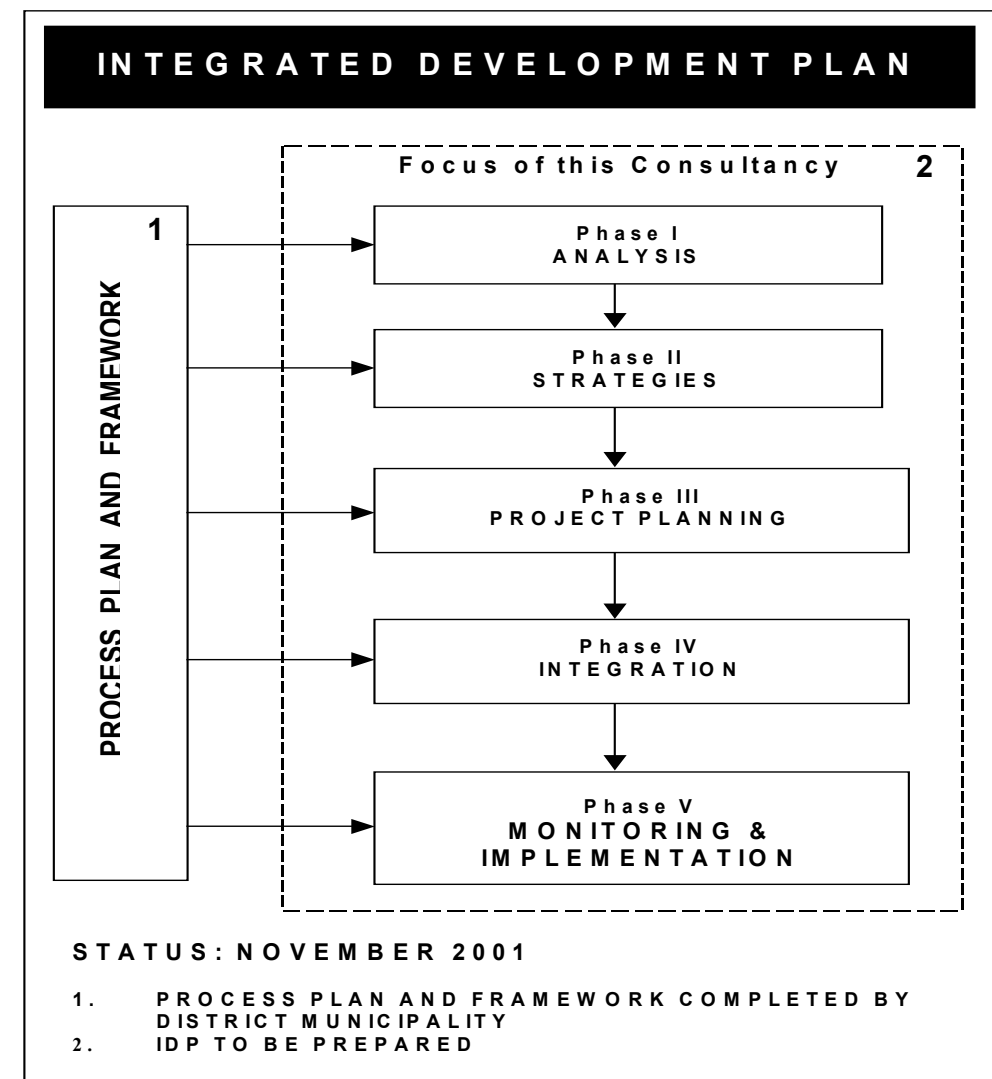 INTEGRATED DEVELOPMENT PLAN
Focus of this Consultancy 2
1
PROCESS PLAN AND FRAMEWORK
Phase I
ANALYSIS
Phase II
STRATEGIES
Phase III
PROJECT PLANNING
Phase IV
INTEGRATION
Phase V
MONITORING &
IMPLEMENTATION
STATUS: NOVEMBER 2001
1. PROCESS PLAN AND FRAMEWORK COMPLETED BY
DISTRICT MUNICIPALITY
2. IDP TO BE PREPARED